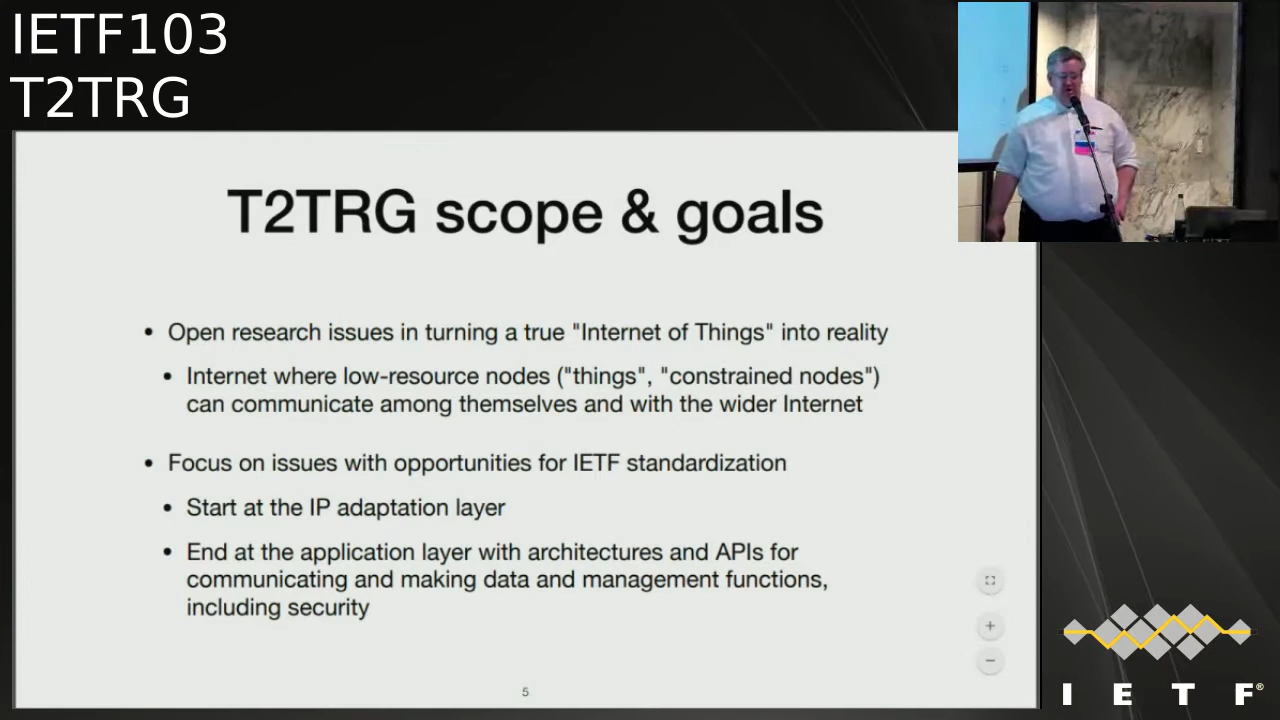 IETF103
T2TRG
T2TRG scope & goals
• Open research issues in turning a true "Internet of Things" into reality
• Internet where low-resource nodes ("things", "constrained nodes")
can communicate among themselves and with the wider Internet
• Focus on issues with opportunities for IETF standardization
• Start at the IP adaptation layer
• End at the application layer with architectures and APIs for
communicating and making data and management functions,
including security
5
I E T F®